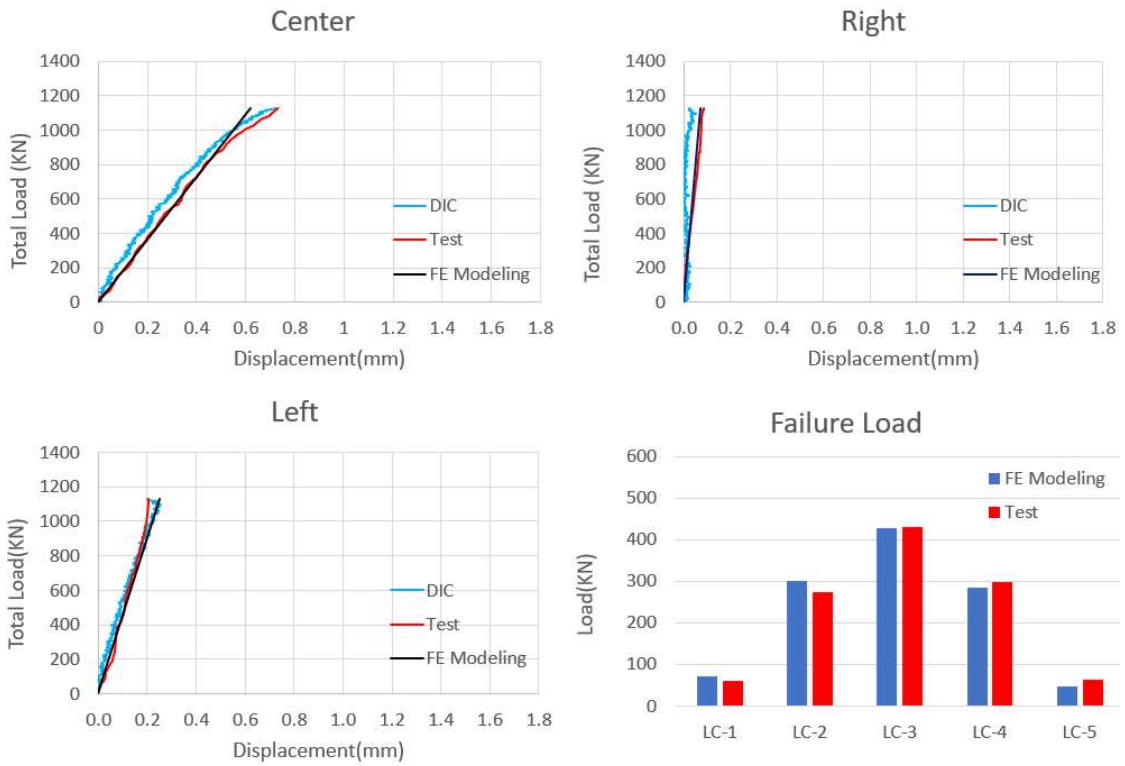 Center
1400
1200
1000
800
600
400
200
0
Total Load (KN)
DIC
Test
FE Modeling
0 0.2 0.4 0.6 0.8 1 1.2 1.4 1.6 1.8
Displacement(mm)
Right
1400
1200
1000
800
600
400
200
0
Total Load (KN)
DIC
Test
FE Modeling
0.0 0.2 0.4 0.6 0.8 1.0 1.2 1.4 1.6 1.8
Displacement(mm)
Left
1400
1200
1000
800
600
400
200
0
Total Load(KN)
DIC
Test
FE Modeling
0.0 0.2 0.4 0.6 0.8 1.0 1.2 1.4 1.6 1.8
Displacement(mm)
Failure Load
600
500
400
300
200
100
0
Load(KN)
FE Modeling
Test
LC-1 LC-2 LC-3 LC-4 LC-5